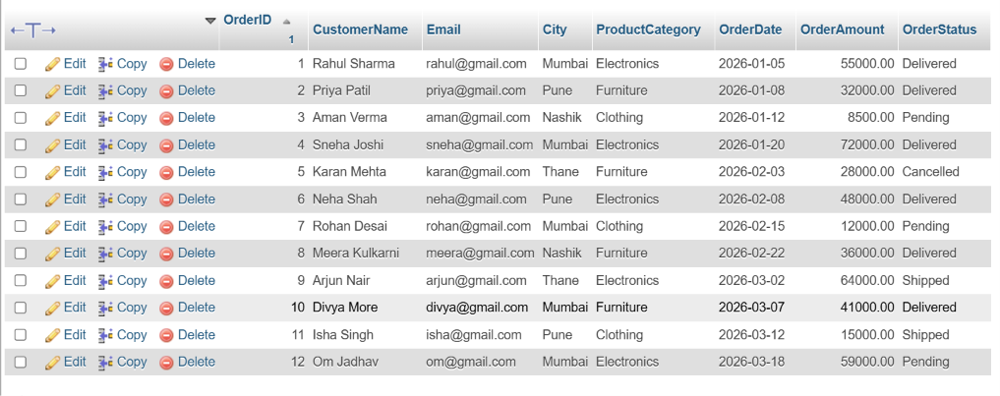 OrderID 1 CustomerName Email City ProductCategory OrderDate OrderAmount OrderStatus
Edit Copy Delete 1 Rahul Sharma rahul@gmail.com Mumbai Electronics 2026-01-05 55000.00 Delivered
Edit Copy Delete 2 Priya Patil priya@gmail.com Pune Furniture 2026-01-08 32000.00 Delivered
Edit Copy Delete 3 Aman Verma aman@gmail.com Nashik Clothing 2026-01-12 8500.00 Pending
Edit Copy Delete 4 Sneha Joshi sneha@gmail.com Mumbai Electronics 2026-01-20 72000.00 Delivered
Edit Copy Delete 5 Karan Mehta karan@gmail.com Thane Furniture 2026-02-03 28000.00 Cancelled
Edit Copy Delete 6 Neha Shah neha@gmail.com Pune Electronics 2026-02-08 48000.00 Delivered
Edit Copy Delete 7 Rohan Desai rohan@gmail.com Mumbai Clothing 2026-02-15 12000.00 Pending
Edit Copy Delete 8 Meera Kulkarni meera@gmail.com Nashik Furniture 2026-02-22 36000.00 Delivered
Edit Copy Delete 9 Arjun Nair arjun@gmail.com Thane Electronics 2026-03-02 64000.00 Shipped
Edit Copy Delete 10 Divya More divya@gmail.com Mumbai Furniture 2026-03-07 41000.00 Delivered
Edit Copy Delete 11 Isha Singh isha@gmail.com Pune Clothing 2026-03-12 15000.00 Shipped
Edit Copy Delete 12 Om Jadhav om@gmail.com Mumbai Electronics 2026-03-18 59000.00 Pending